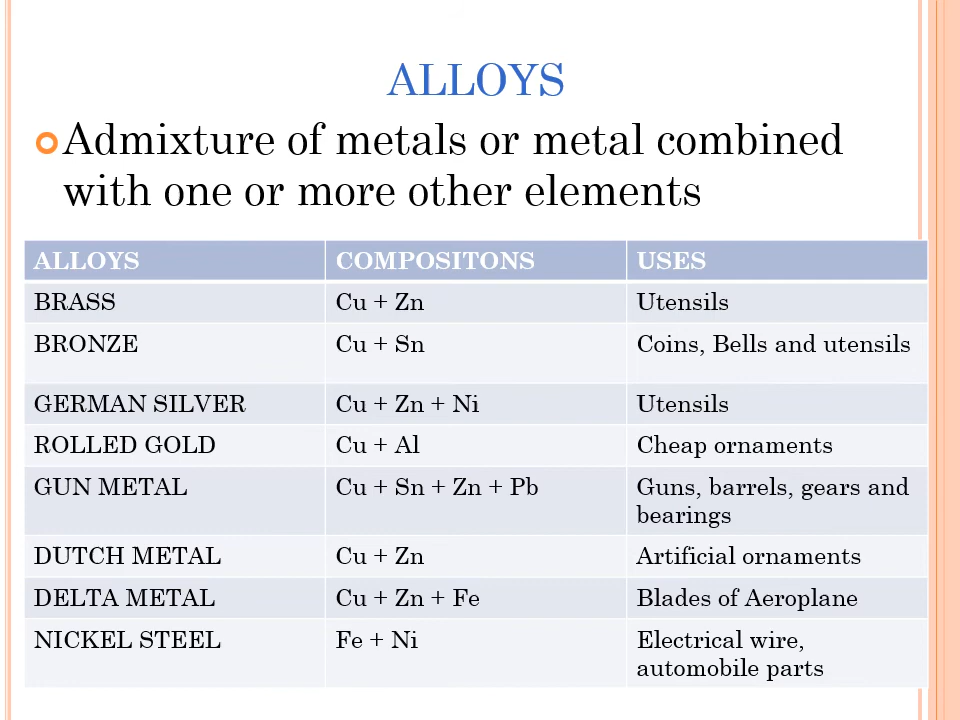 ALLOYS
Admixture of metals or metal combined
with one or more other elements
ALLOYS COMPOSITONS USES
BRASS Cu + Zn Utensils
BRONZE Cu + Sn Coins, Bells and utensils
GERMAN SILVER Cu + Zn + Ni Utensils
ROLLED GOLD Cu + Al Cheap ornaments
GUN METAL Cu + Sn + Zn + Pb Guns, barrels, gears and
bearings
DUTCH METAL Cu + Zn Artificial ornaments
DELTA METAL Cu + Zn + Fe Blades of Aeroplane
NICKEL STEEL Fe + Ni Electrical wire,
automobile parts